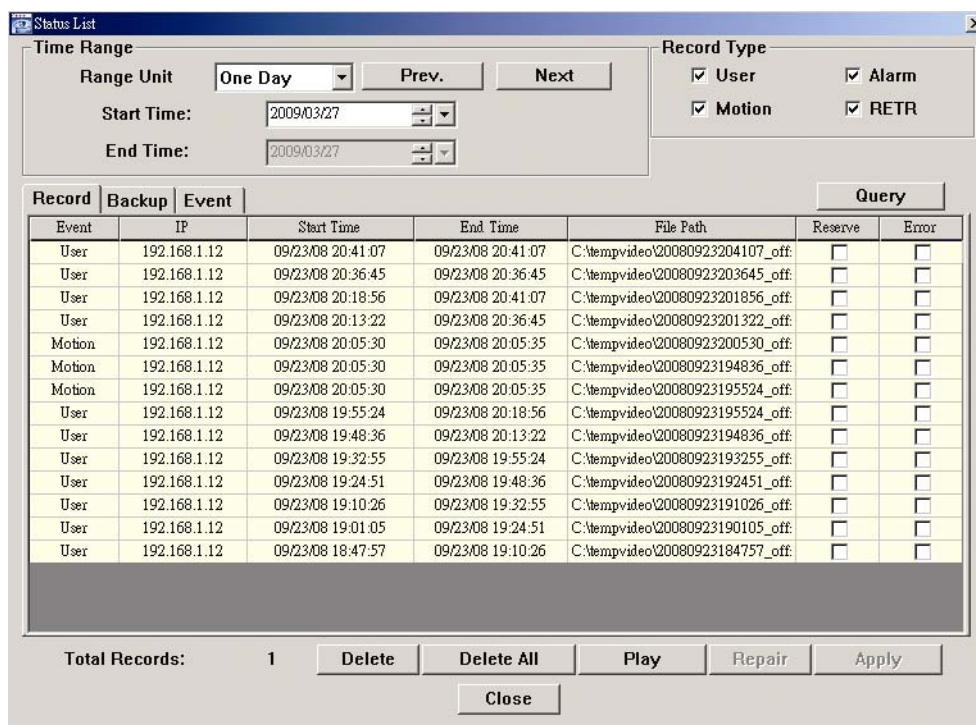 Status List
Time Range
Record Type
Range Unit One Day Prev. Next
User Alarm
Start Time: 2009/03/27
Motion RETR
End Time: 2009/03/27
Record Backup Event Query
Event IP Start Time End Time File Path Reserve Error
User 192.168.1.12 09/23/08 20:41:07 09/23/08 20:41:07 C:\tempvideo\20080923204107_off:
User 192.168.1.12 09/23/08 20:36:45 09/23/08 20:36:45 C:\tempvideo\20080923203645_off:
User 192.168.1.12 09/23/08 20:18:56 09/23/08 20:41:07 C:\tempvideo\20080923201856_off:
User 192.168.1.12 09/23/08 20:13:22 09/23/08 20:36:45 C:\tempvideo\20080923201322_off:
Motion 192.168.1.12 09/23/08 20:05:30 09/23/08 20:05:35 C:\tempvideo\20080923200530_off:
Motion 192.168.1.12 09/23/08 20:05:30 09/23/08 20:05:35 C:\tempvideo\20080923194836_off:
Motion 192.168.1.12 09/23/08 20:05:30 09/23/08 20:05:35 C:\tempvideo\20080923195524_off:
User 192.168.1.12 09/23/08 19:55:24 09/23/08 20:18:56 C:\tempvideo\20080923195524_off:
User 192.168.1.12 09/23/08 19:48:36 09/23/08 20:13:22 C:\tempvideo\20080923194836_off:
User 192.168.1.12 09/23/08 19:32:55 09/23/08 19:55:24 C:\tempvideo\20080923193255_off:
User 192.168.1.12 09/23/08 19:24:51 09/23/08 19:48:36 C:\tempvideo\20080923192451_off:
User 192.168.1.12 09/23/08 19:10:26 09/23/08 19:32:55 C:\tempvideo\20080923191026_off:
User 192.168.1.12 09/23/08 19:01:05 09/23/08 19:24:51 C:\tempvideo\20080923190105_off:
User 192.168.1.12 09/23/08 18:47:57 09/23/08 19:10:26 C:\tempvideo\20080923184757_off:
Total Records: 1 Delete Delete All Play Repair Apply
Close